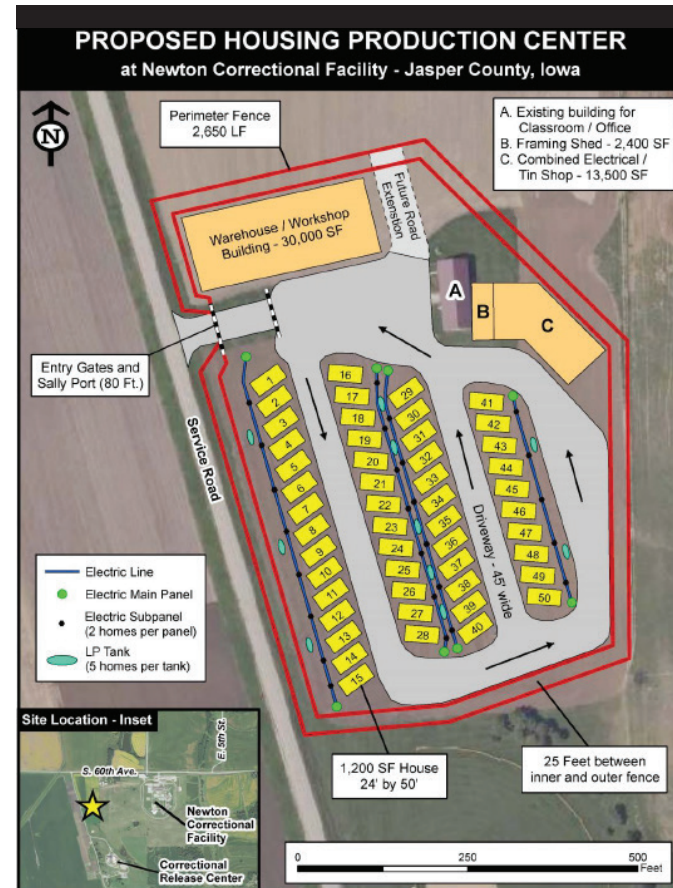 PROPOSED HOUSING PRODUCTION CENTER
at Newton Correctional Facility - Jasper County, Iowa
N
Perimeter Fence
2,650 LF
A. Existing building for
Classroom / Office
B. Framing Shed - 2,400 SF
C. Combined Electrical /
Tin Shop - 13,500 SF
Future Road
Extenstion
Warehouse / Workshop
Building - 30,000 SF
A
B
C
Entry Gates and
Sally Port (80 Ft.)
Service Road
1
2
3
4
5
6
7
8
9
10
11
12
13
14
15
16
17
18
19
20
21
22
23
24
25
26
27
28
29
30
31
32
33
34
35
36
37
38
39
40
Driveway - 45' wide
41
42
43
44
45
46
47
48
49
50
Electric Line
Electric Main Panel
Electric Subpanel
(2 homes per panel)
LP Tank
(5 homes per tank)
1,200 SF House
24' by 50'
25 Feet between
inner and outer fence
Site Location - Inset
E. 5th St.
S. 60th Ave.
Newton
Correctional
Facility
Correctional
Release Center
0
250
500
Feet